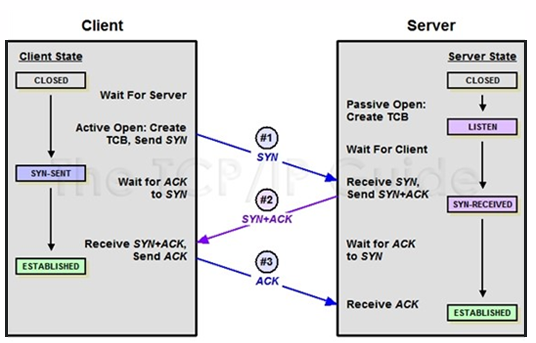 Client
Server
Client State
CLOSED
Wait For Server
Active Open: Create
TCB, Send SYN
SYN-SENT
Wait for ACK
to SYN
Receive SYN+ACK,
Send ACK
ESTABLISHED
#1
SYN
#2
SYN+ACK
#3
ACK
Server State
CLOSED
Passive Open:
Create TCB
LISTEN
Wait For Client
Receive SYN,
Send SYN+ACK
SYN-RECEIVED
Wait for ACK
to SYN
Receive ACK
ESTABLISHED
The TCP/IP Guide